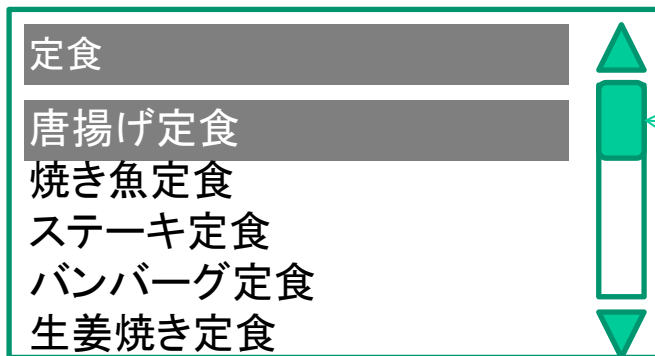 定食
唐揚げ定食
焼き魚定食
ステーキ定食
バンバーグ定食
生姜焼き定食